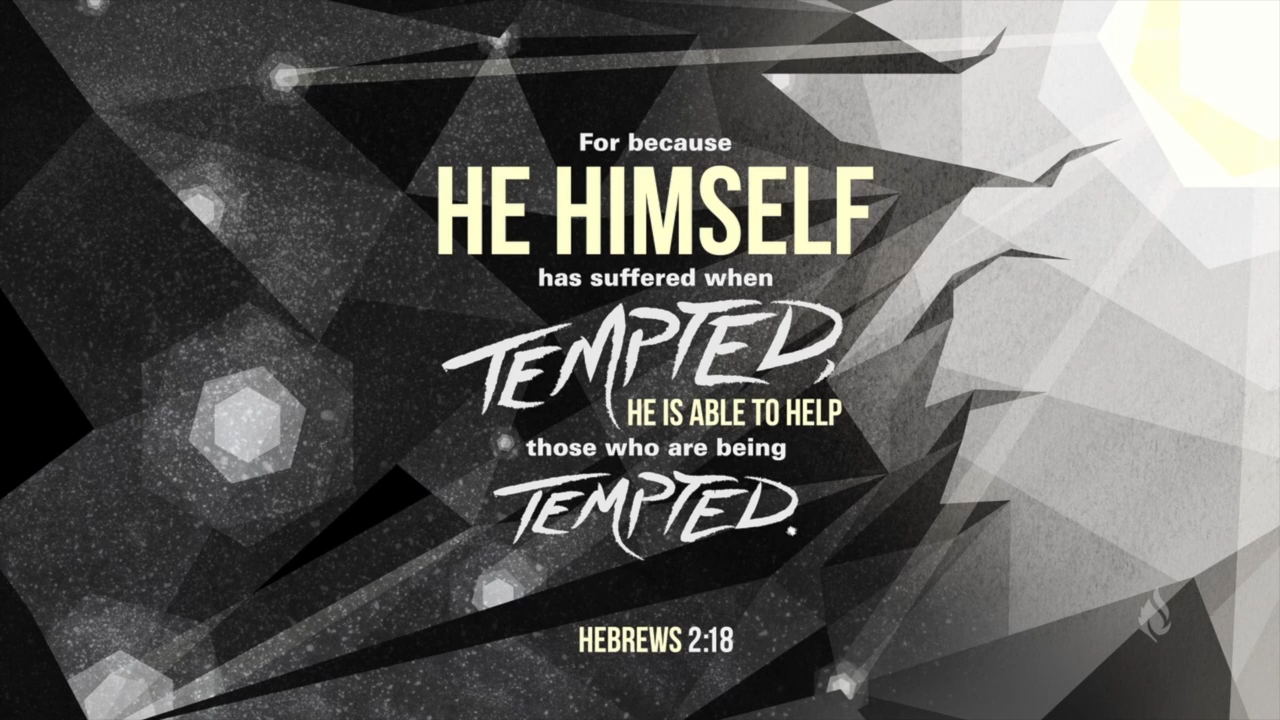 For because
HE HIMSELF
has suffered when
TEMPTED,
HE IS ABLE TO HELP
those who are being
TEMPTED.
HEBREWS 2:18